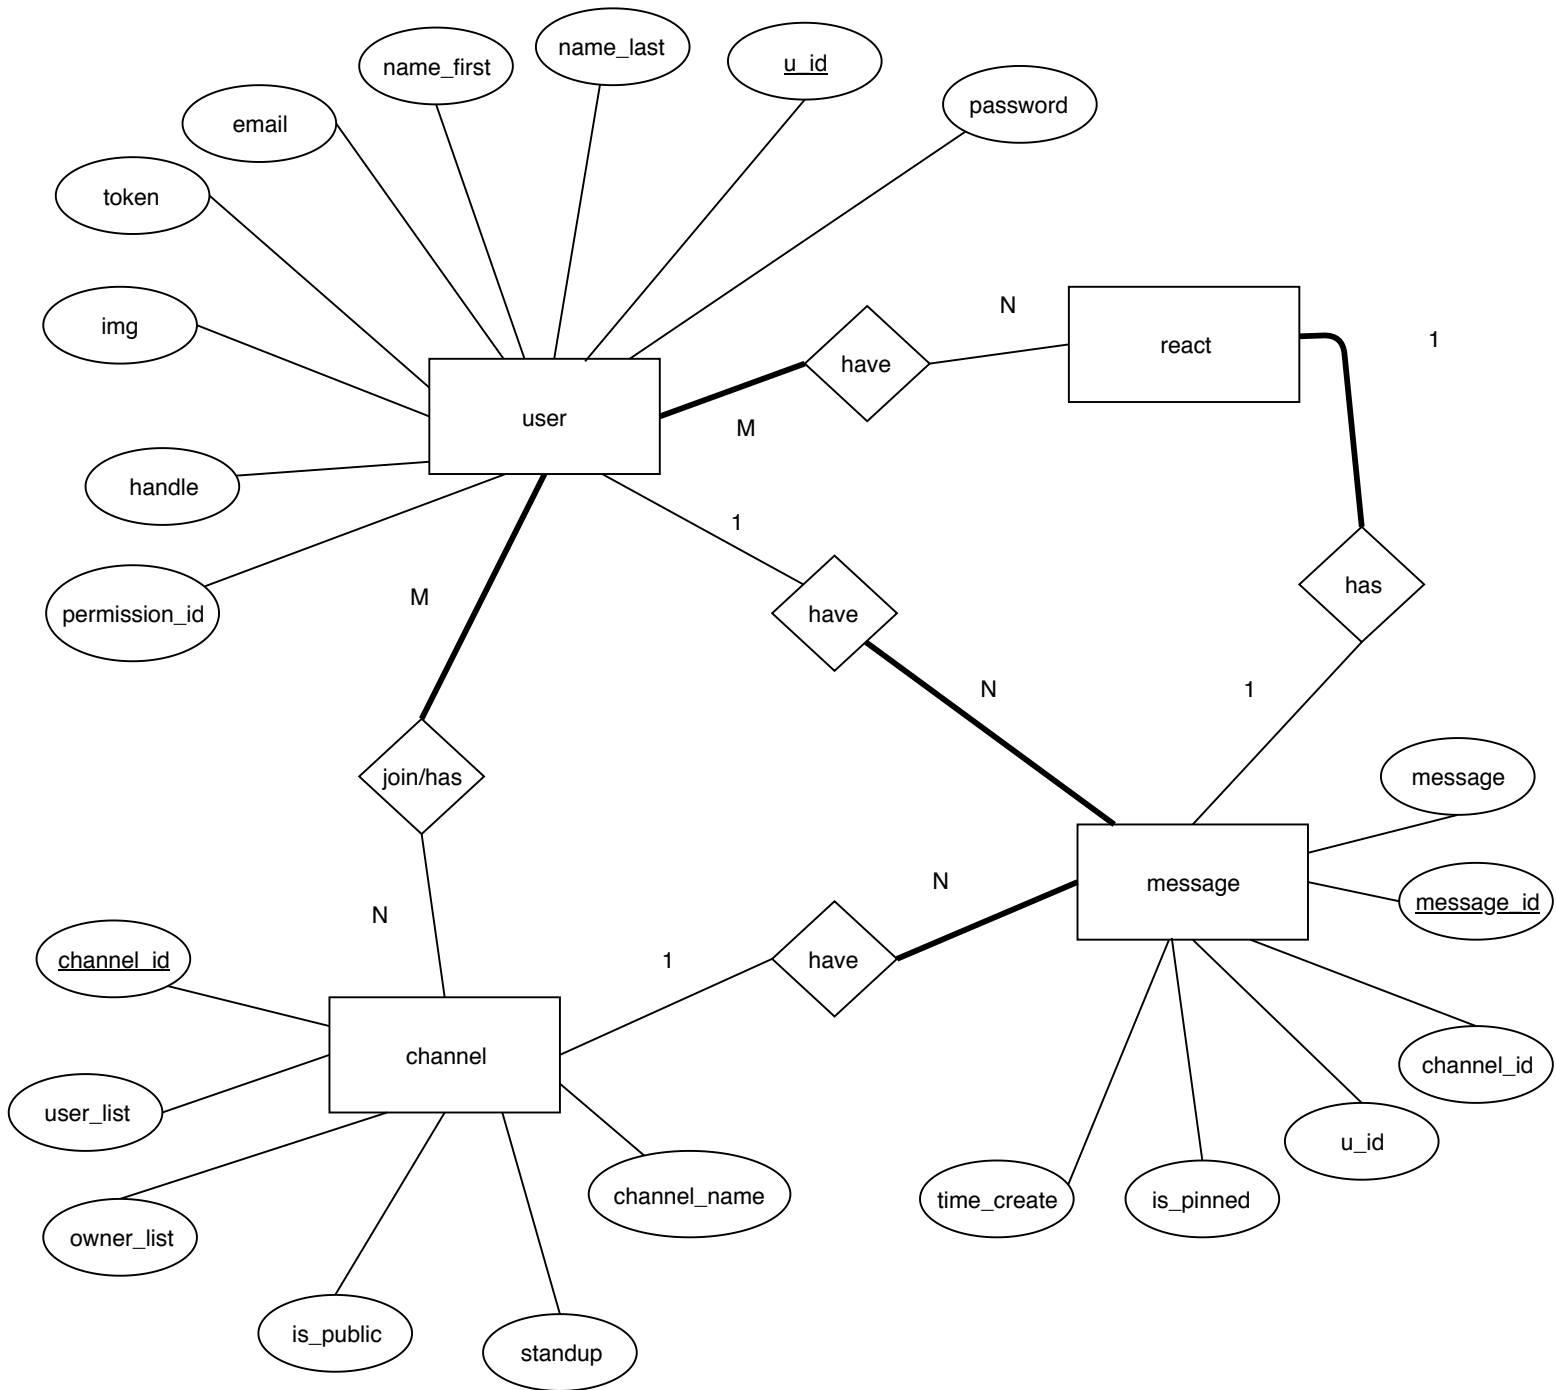 name_last
u_id
name_first
password
email
token
N
img
1
react
have
user
M
handle
1
has
M
have
permission_id
N
1
join/has
message
N
message
message_id
N
channel_id
1
have
channel
channel_id
user_list
u_id
channel_name
time_create
is_pinned
owner_list
is_public
standup